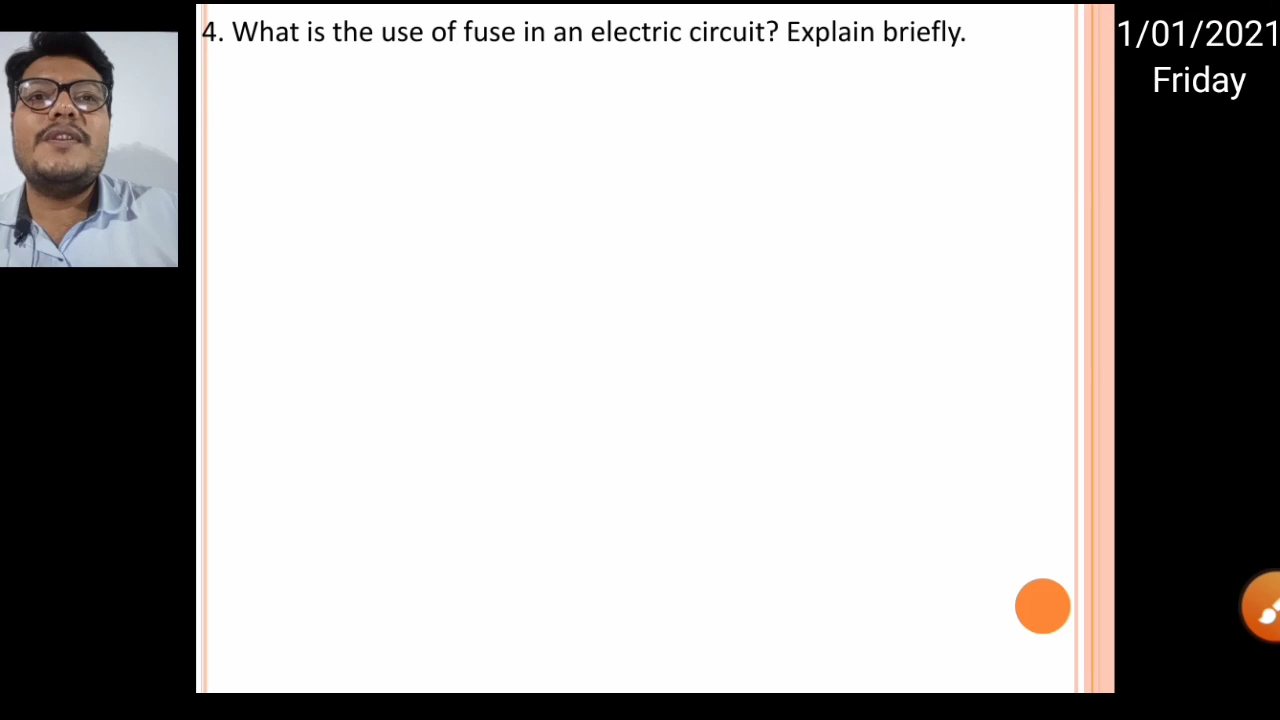 4. What is the use of fuse in an electric circuit? Explain briefly.
1/01/2021
Friday